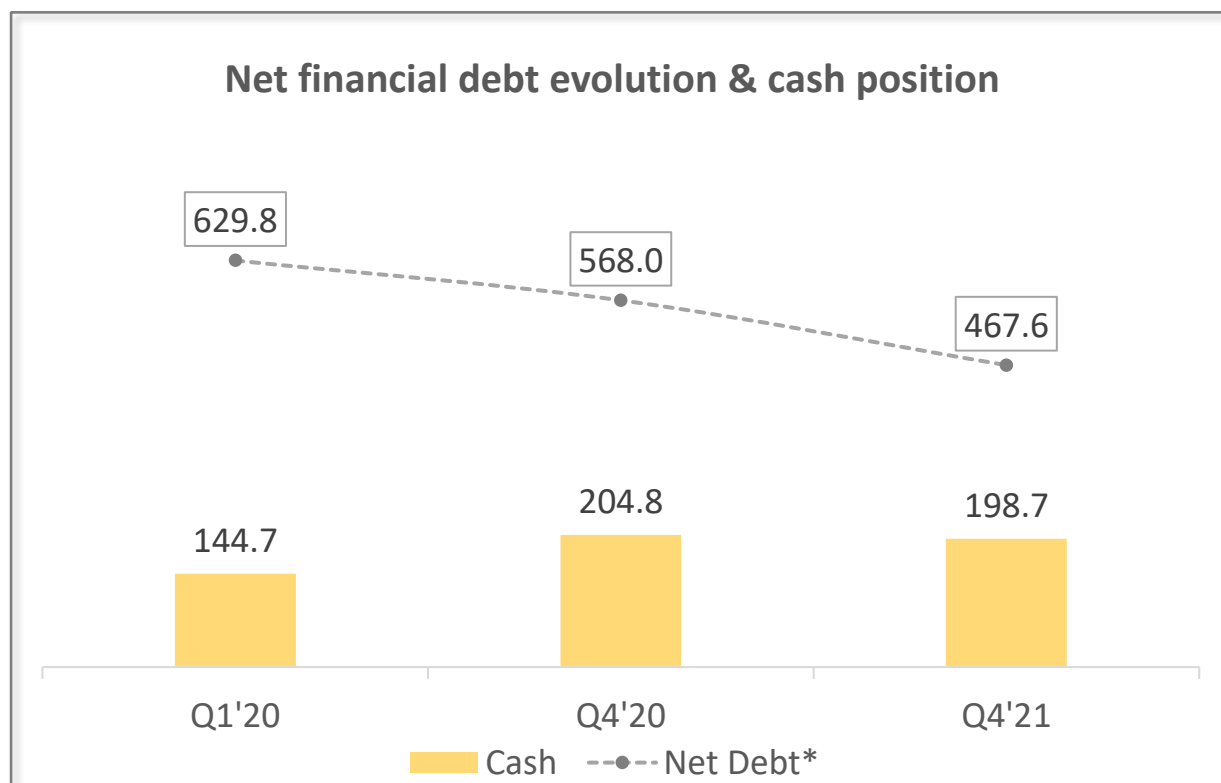 Net financial debt evolution & cash position
629.8
568.0
467.6
144.7
204.8
198.7
Q1'20
Q4'20
Q4'21
Cash
Net Debt*